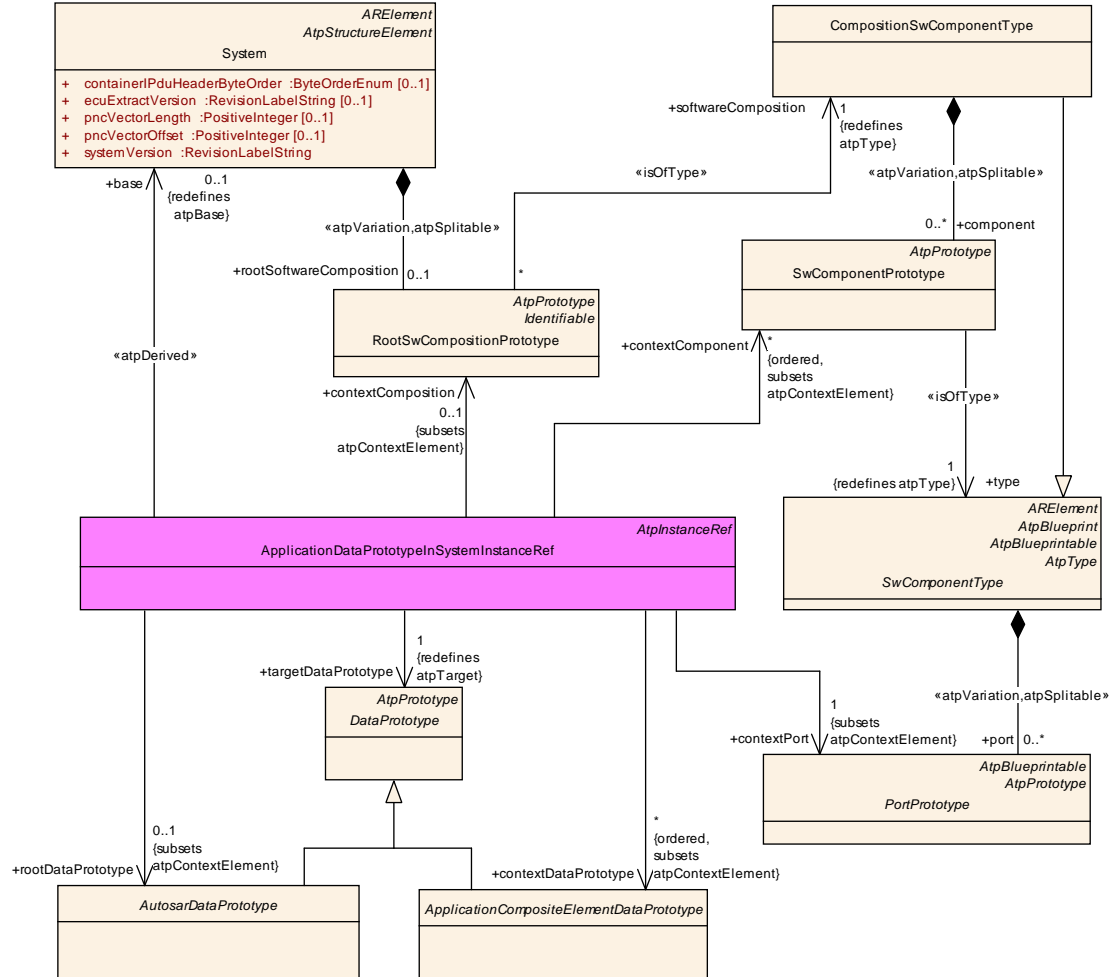 ARElement
AtpStructureElement
System
+ containerIPduHeaderByteOrder :ByteOrderEnum [0..1]
+ ecuExtractVersion :RevisionLabelString [0..1]
+ pncVectorLength :PositiveInteger [0..1]
+ pncVectorOffset :PositiveInteger [0..1]
+ systemVersion :RevisionLabelString
CompositionSwComponentType
+softwareComposition
1
{redefines
atpType}
+base
0..1
{redefines
atpBase}
«isOfType»
«atpVariation,atpSplitable»
«atpVariation,atpSplitable»
0..* +component
+rootSoftwareComposition
0..1
*
AtpPrototype
SwComponentPrototype
AtpPrototype
Identifiable
RootSwCompositionPrototype
+contextComponent
*
{ordered,
subsets
atpContextElement}
«atpDerived»
+contextComposition
0..1
{subsets
atpContextElement}
«isOfType»
1
{redefines atpType}
+type
ARElement
AtpBlueprint
AtpBlueprintable
AtpType
SwComponentType
AtpInstanceRef
ApplicationDataPrototypeInSystemInstanceRef
+targetDataPrototype
1
{redefines
atpTarget}
AtpPrototype
DataPrototype
«atpVariation,atpSplitable»
+contextPort
1
{subsets
atpContextElement}
+port 0..*
AtpBlueprintable
AtpPrototype
PortPrototype
+rootDataPrototype
0..1
{subsets
atpContextElement}
+contextDataPrototype
*
{ordered,
subsets
atpContextElement}
AutosarDataPrototype
ApplicationCompositeElementDataPrototype